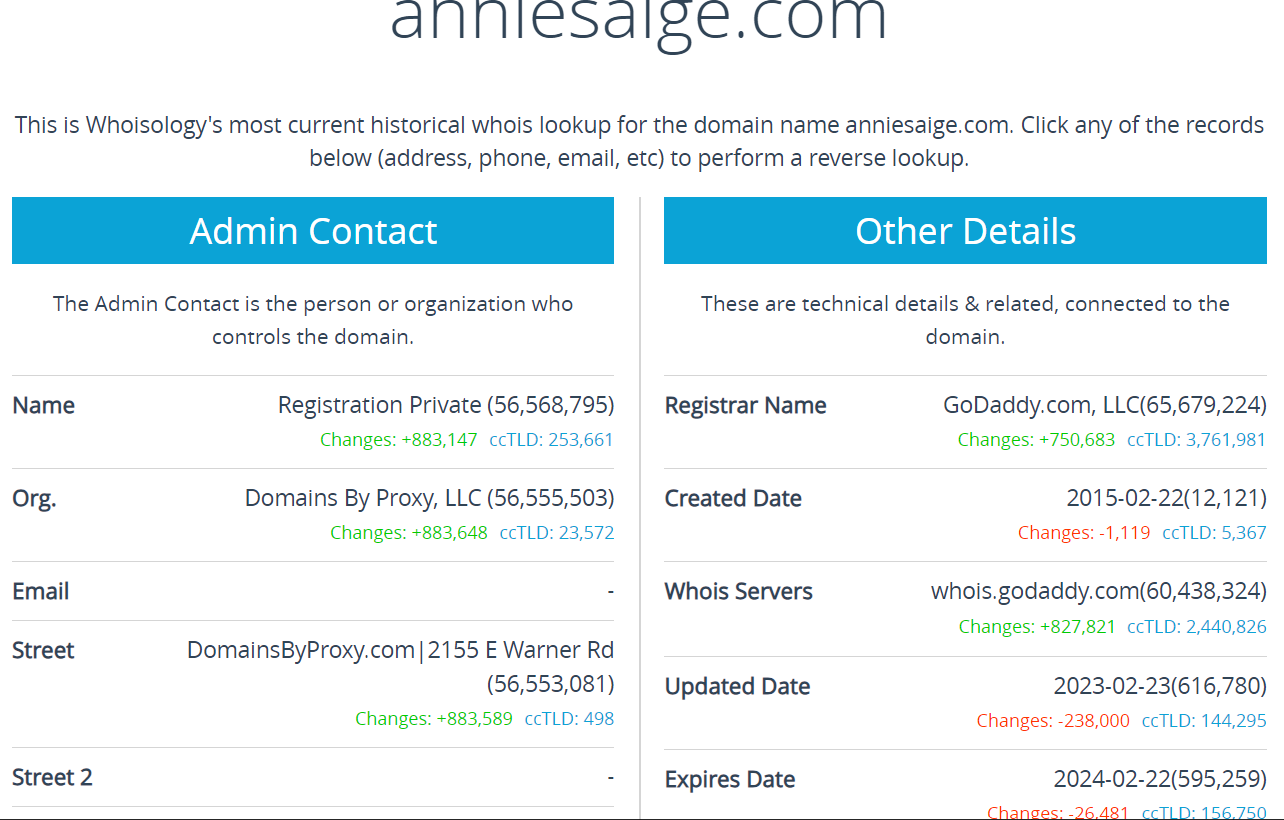 anniesaige.com
This is Whoisology's most current historical whois lookup for the domain name anniesaige.com. Click any of the records
below (address, phone, email, etc) to perform a reverse lookup.
Admin Contact
The Admin Contact is the person or organization who
controls the domain.
Name Registration Private (56,568,795)
Changes: +883,147 ccTLD: 253,661
Org. Domains By Proxy, LLC (56,555,503)
Changes: +883,648 ccTLD: 23,572
Email -
Street DomainsByProxy.com|2155 E Warner Rd
(56,553,081)
Changes: +883,589 ccTLD: 498
Street 2 -
Other Details
These are technical details & related, connected to the
domain.
Registrar Name GoDaddy.com, LLC(65,679,224)
Changes: +750,683 ccTLD: 3,761,981
Created Date 2015-02-22(12,121)
Changes: -1,119 ccTLD: 5,367
Whois Servers whois.godaddy.com(60,438,324)
Changes: +827,821 ccTLD: 2,440,826
Updated Date 2023-02-23(616,780)
Changes: -238,000 ccTLD: 144,295
Expires Date 2024-02-22(595,259)
Changes: -26,481 ccTLD: 156,750